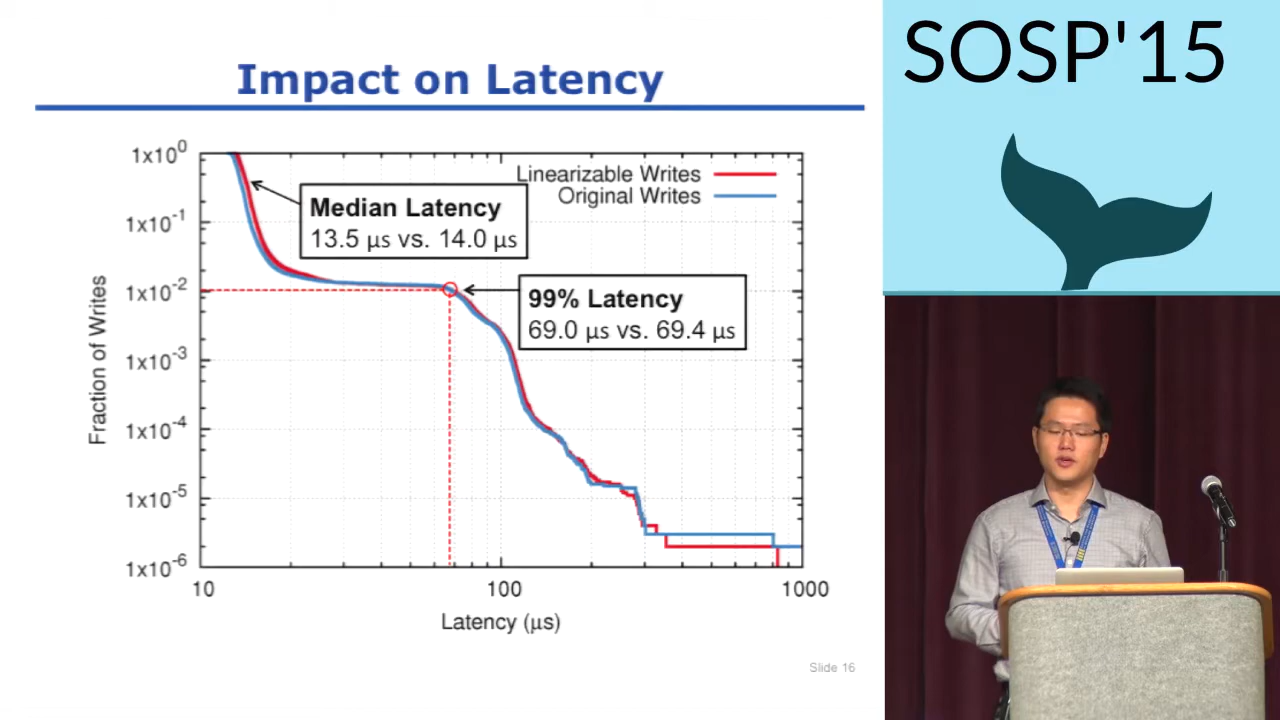 Impact on Latency
Linearizable Writes
Original Writes
Median Latency
13.5 μs vs. 14.0 μs
99% Latency
69.0 μs vs. 69.4 μs
Fraction of Writes
1x10⁰
1x10⁻¹
1x10⁻²
1x10⁻³
1x10⁻⁴
1x10⁻⁵
1x10⁻⁶
10
100
1000
Latency (μs)
Slide 16
SOSP'15